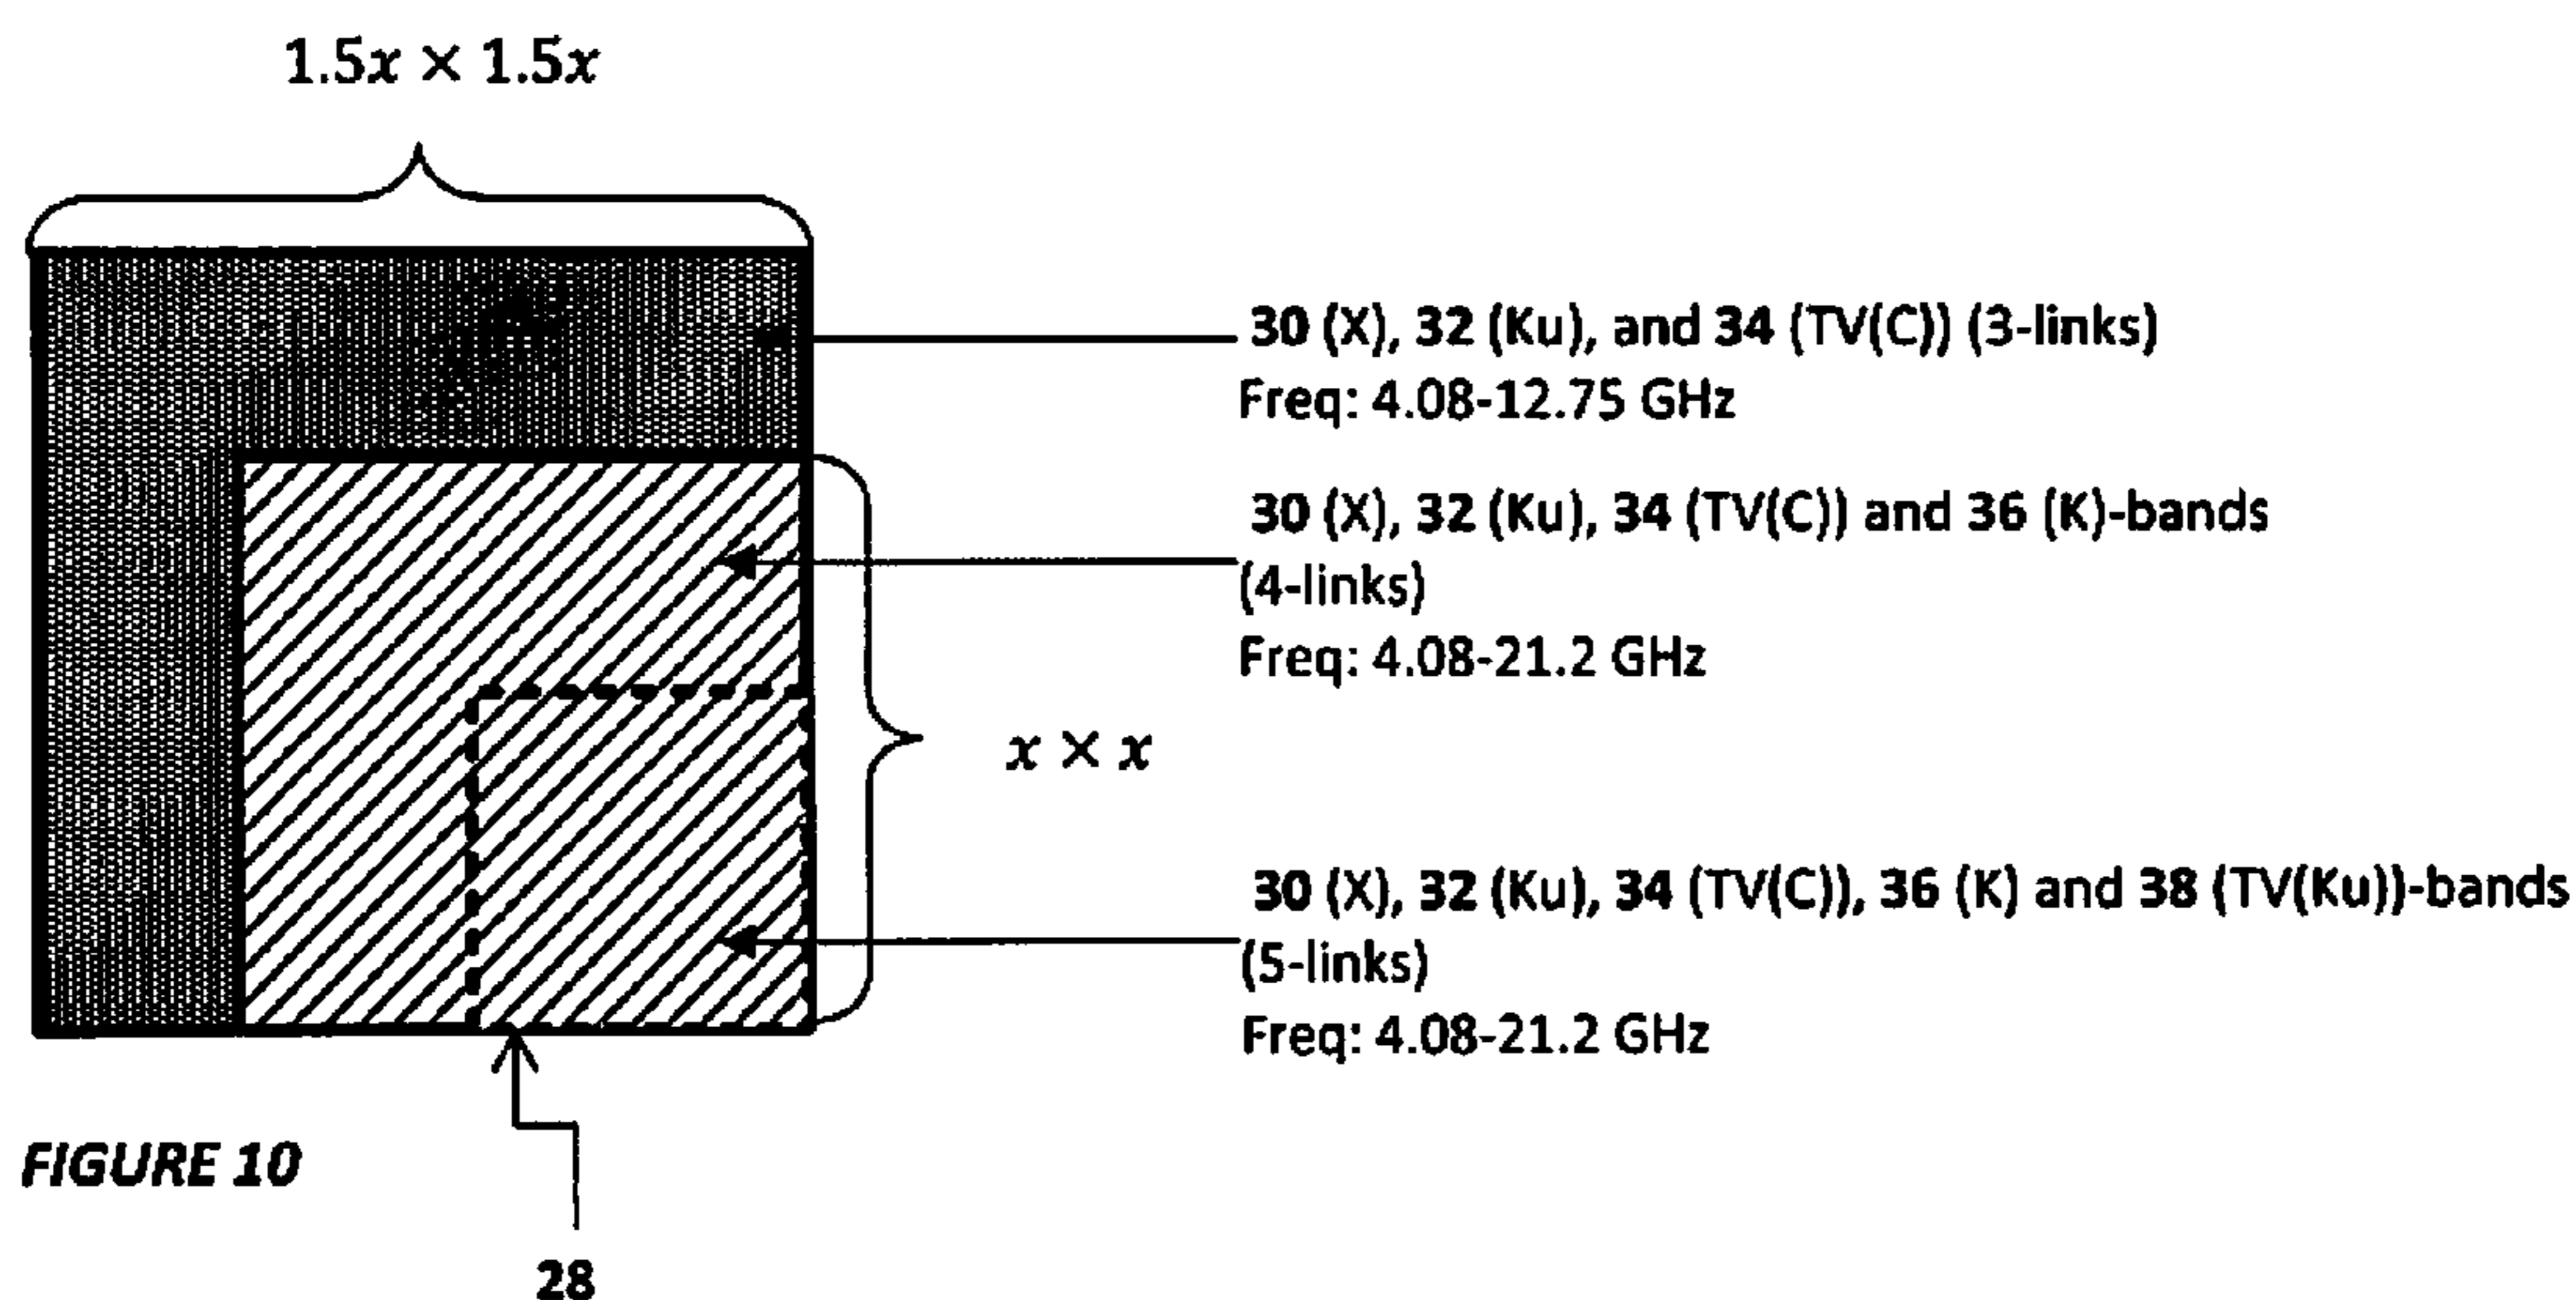 1.5x × 1.5x
30 (X), 32 (Ku), and 34 (TV(C)) (3-links)
Freq: 4.08-12.75 GHz
30 (X), 32 (Ku), 34 (TV(C)) and 36 (K)-bands
(4-links)
Freq: 4.08-21.2 GHz
x × x
30 (X), 32 (Ku), 34 (TV(C)), 36 (K) and 38 (TV(Ku))-bands
(5-links)
Freq: 4.08-21.2 GHz
FIGURE 10
28